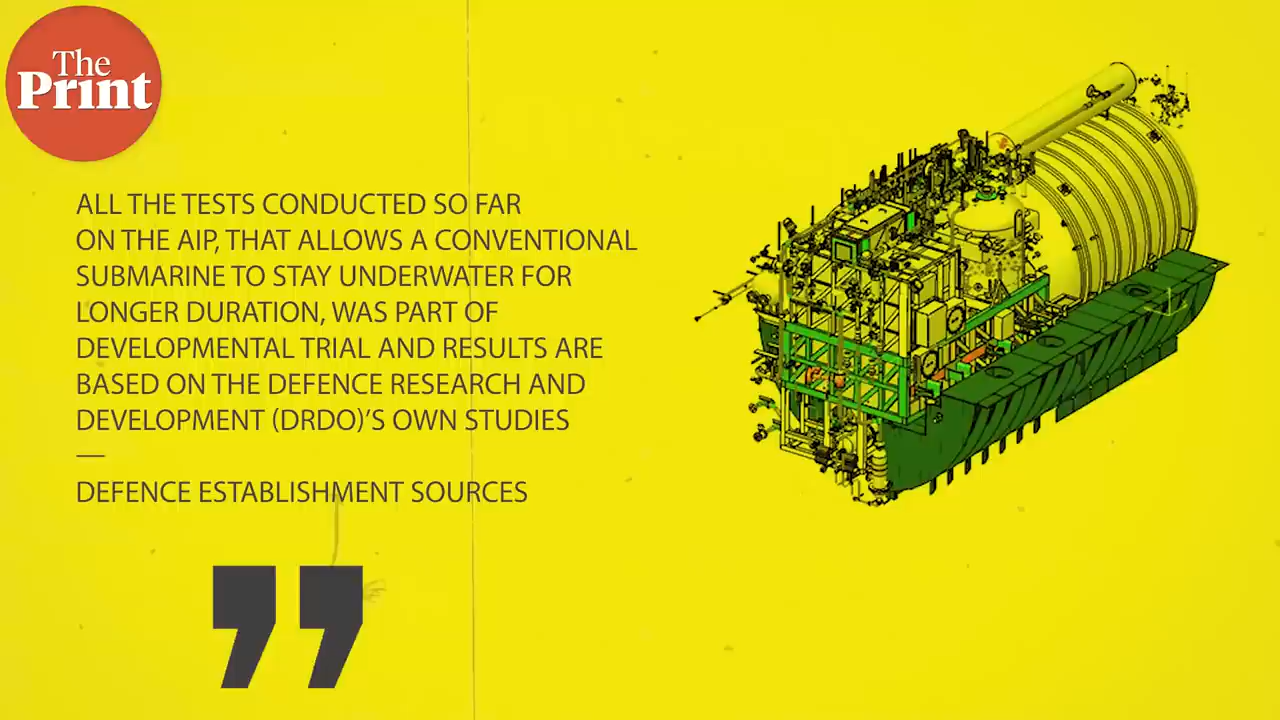 The
Print
ALL THE TESTS CONDUCTED SO FAR
ON THE AIP, THAT ALLOWS A CONVENTIONAL
SUBMARINE TO STAY UNDERWATER FOR
LONGER DURATION, WAS PART OF
DEVELOPMENTAL TRIAL AND RESULTS ARE
BASED ON THE DEFENCE RESEARCH AND
DEVELOPMENT (DRDO)’S OWN STUDIES
—
DEFENCE ESTABLISHMENT SOURCES
”